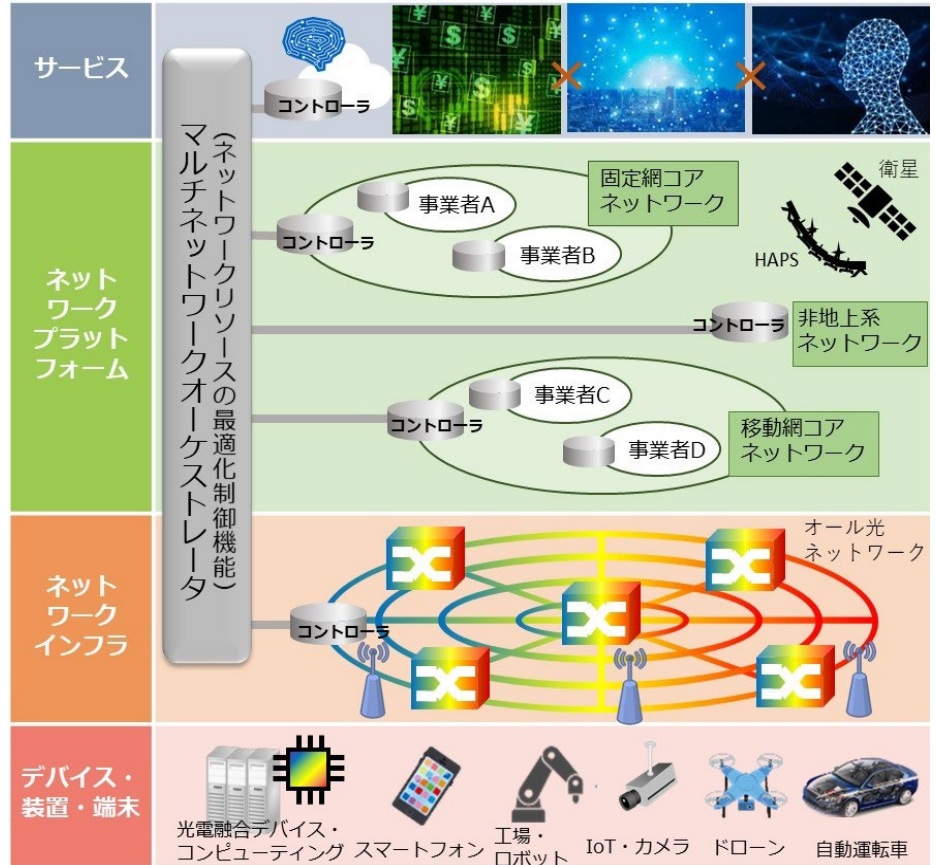 サービス
コントローラ
マルチネットワークオーケストレータ
(ネットワークリソースの最適化制御機能)
ネット
ワーク
プラット
フォーム
コントローラ
事業者A
事業者B
固定網コア
ネットワーク
衛星
HAPS
コントローラ
非地上系
ネットワーク
コントローラ
事業者C
事業者D
移動網コア
ネットワーク
ネット
ワーク
インフラ
コントローラ
オール光
ネットワーク
デバイス・
装置・端末
光電融合デバイス・
コンピューティング
スマートフォン
工場・
ロボット
IoT・カメラ
ドローン
自動運転車